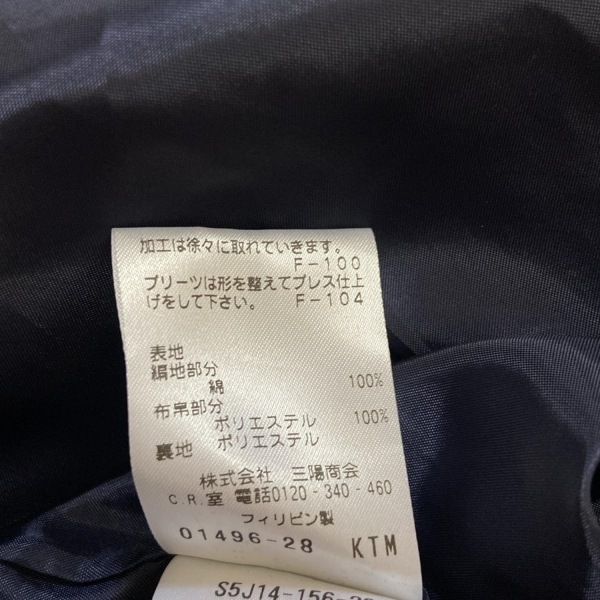 加工は徐々に取れていきます。
F-100
プリーツは形を整えてプレス仕上
げをして下さい。 F-104
表地
編地部分
綿 100%
布帛部分
ポリエステル 100%
裏地 ポリエステル
株式会社 三陽商会
C.R.室 電話0120-340-460
フィリピン製
01496-28 KTM
S5J14-156-